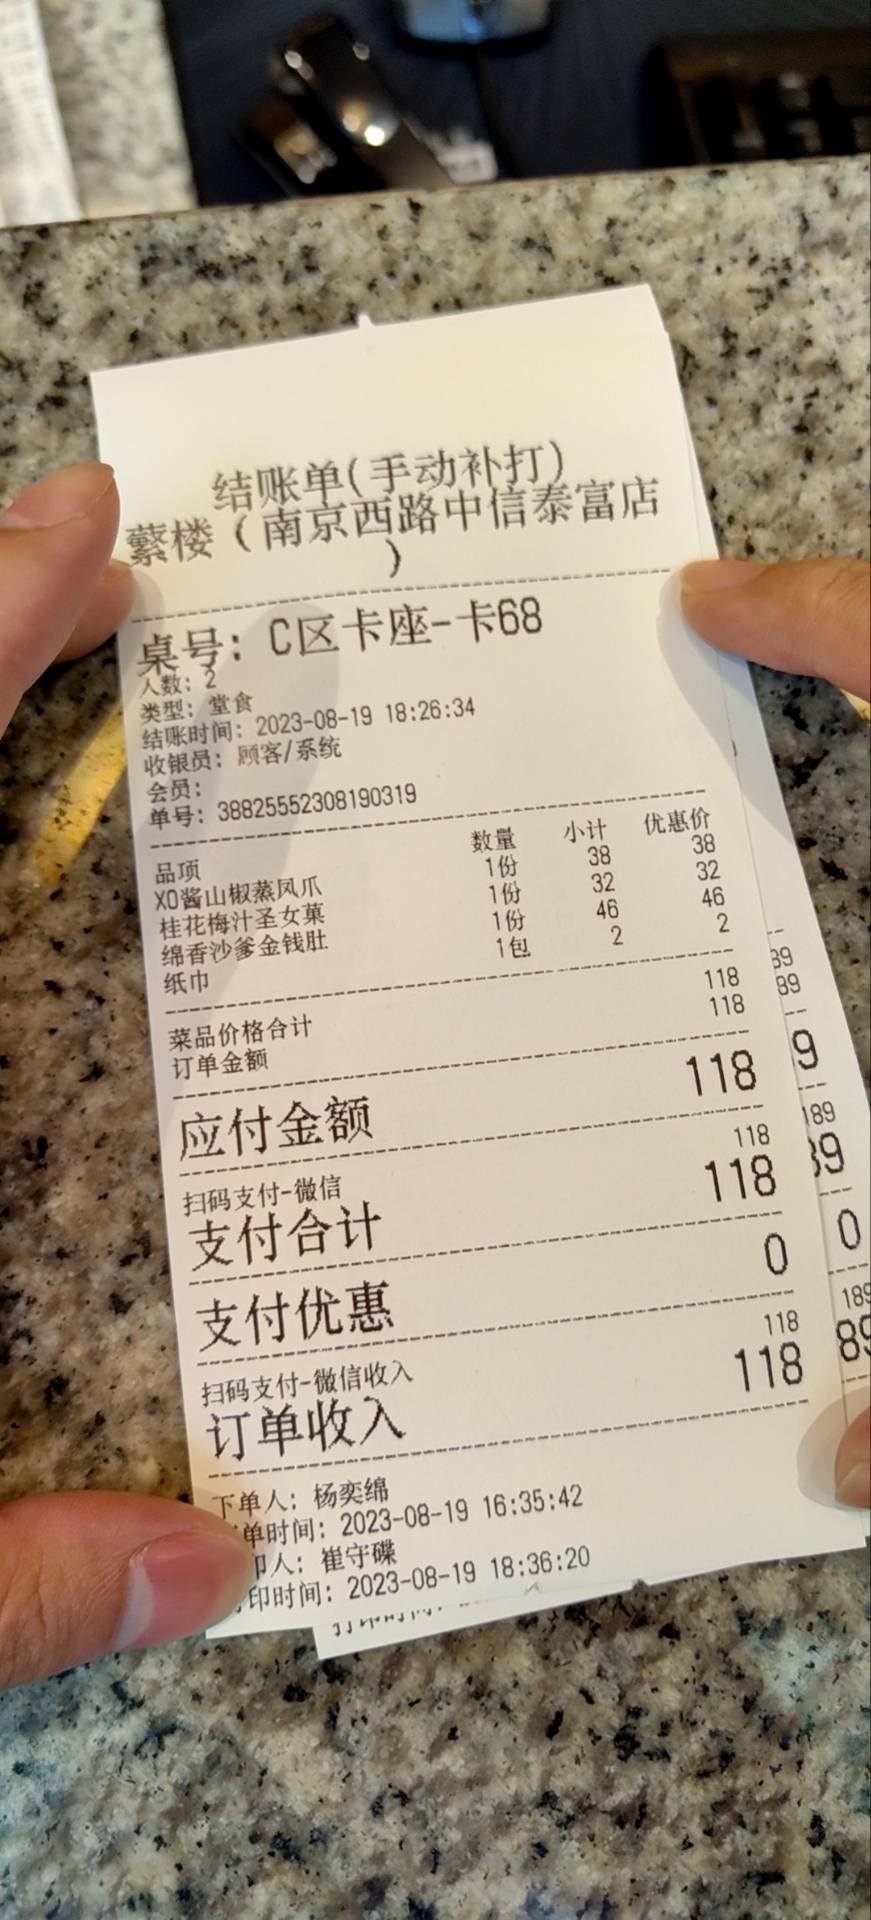 结账单(手动补打)
蘩楼(南京西路中信泰富店
)
桌号: C区卡座-卡68
人数: 2
类型: 堂食
结账时间: 2023-08-19 18:26:34
收银员: 顾客/系统
会员:
单号: 38825552308190319
品项 数量 小计 优惠价
XO酱山椒蒸凤爪 1份 38 38
桂花梅汁圣女菓 1份 32 32
绵香沙爹金钱肚 1份 46 46
纸巾 1包 2 2
菜品价格合计 118
订单金额 118
应付金额 118
扫码支付-微信 118
支付合计 118
支付优惠 0
扫码支付-微信收入 118
订单收入 118
下单人: 杨奕绵
单时间: 2023-08-19 16:35:42
印人: 崔守碟
印时间: 2023-08-19 18:36:20
89
89
9
189
89
0
189
89